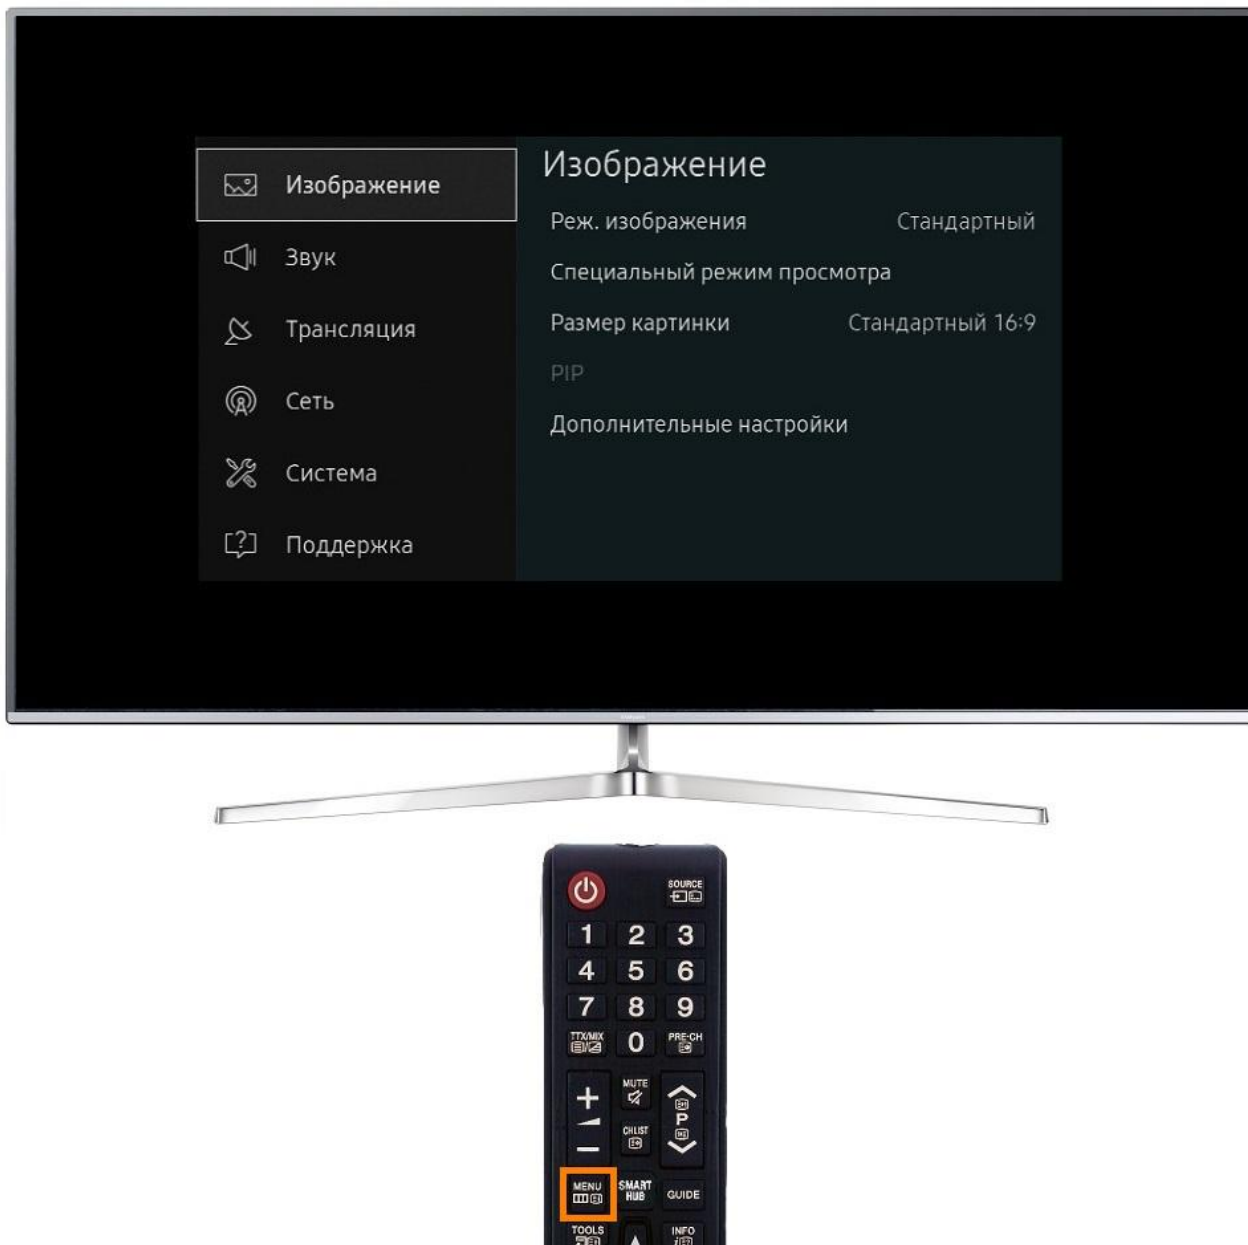 Изображение
Звук
Трансляция
Сеть
Система
Поддержка
Изображение
Реж. изображения Стандартный
Специальный режим просмотра
Размер картинки Стандартный 16:9
PIP
Дополнительные настройки
SOURCE
1 2 3
4 5 6
7 8 9
TTX/MIX 0 PRE-CH
+ MUTE
P
CH LIST
−
MENU SMART HUB GUIDE
TOOLS INFO